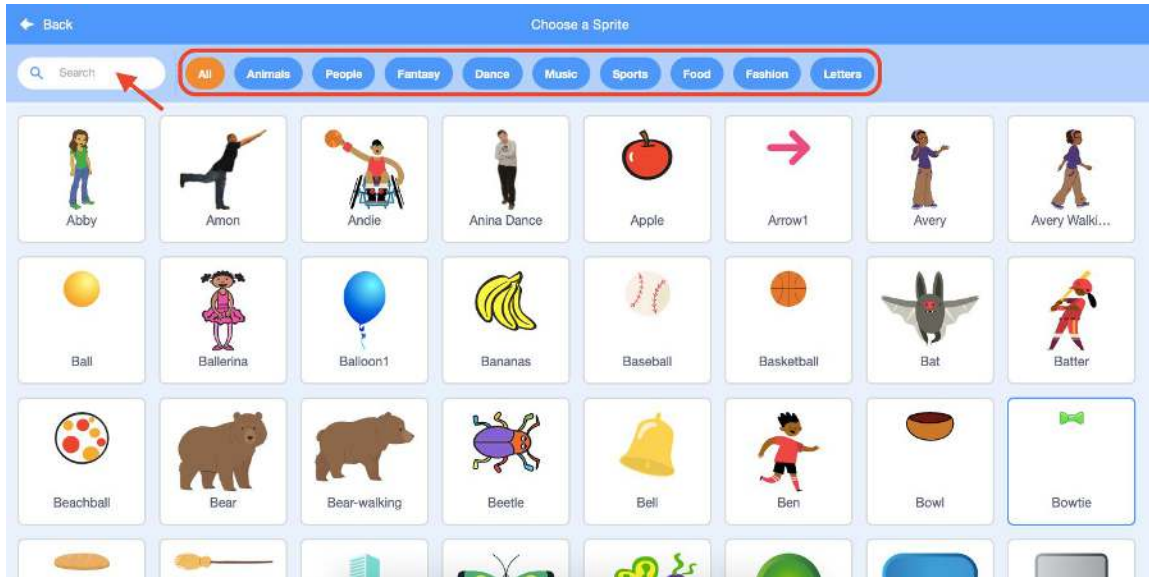 Back
Choose a Sprite
Search
All Animals People Fantasy Dance Music Sports Food Fashion Letters
Abby Amon Andie Anina Dance Apple Arrow1 Avery Avery Walki...
Ball Ballerina Balloon1 Bananas Baseball Basketball Bat Batter
Beachball Bear Bear-walking Beetle Bell Ben Bowl Bowtie